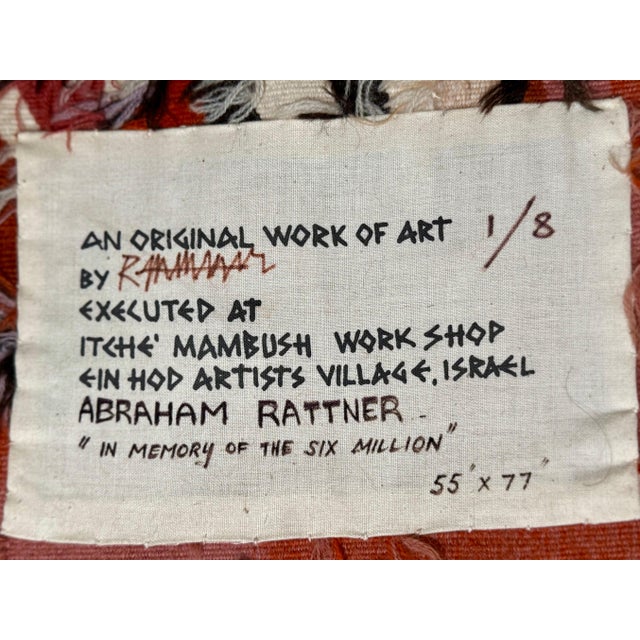 AN ORIGINAL WORK OF ART 1/8
BY
EXECUTED AT
ITCHE' MAMBUSH WORK SHOP
EIN HOD ARTISTS VILLAGE, ISRAEL
ABRAHAM RATTNER
"IN MEMORY OF THE SIX MILLION"
55" x 77"